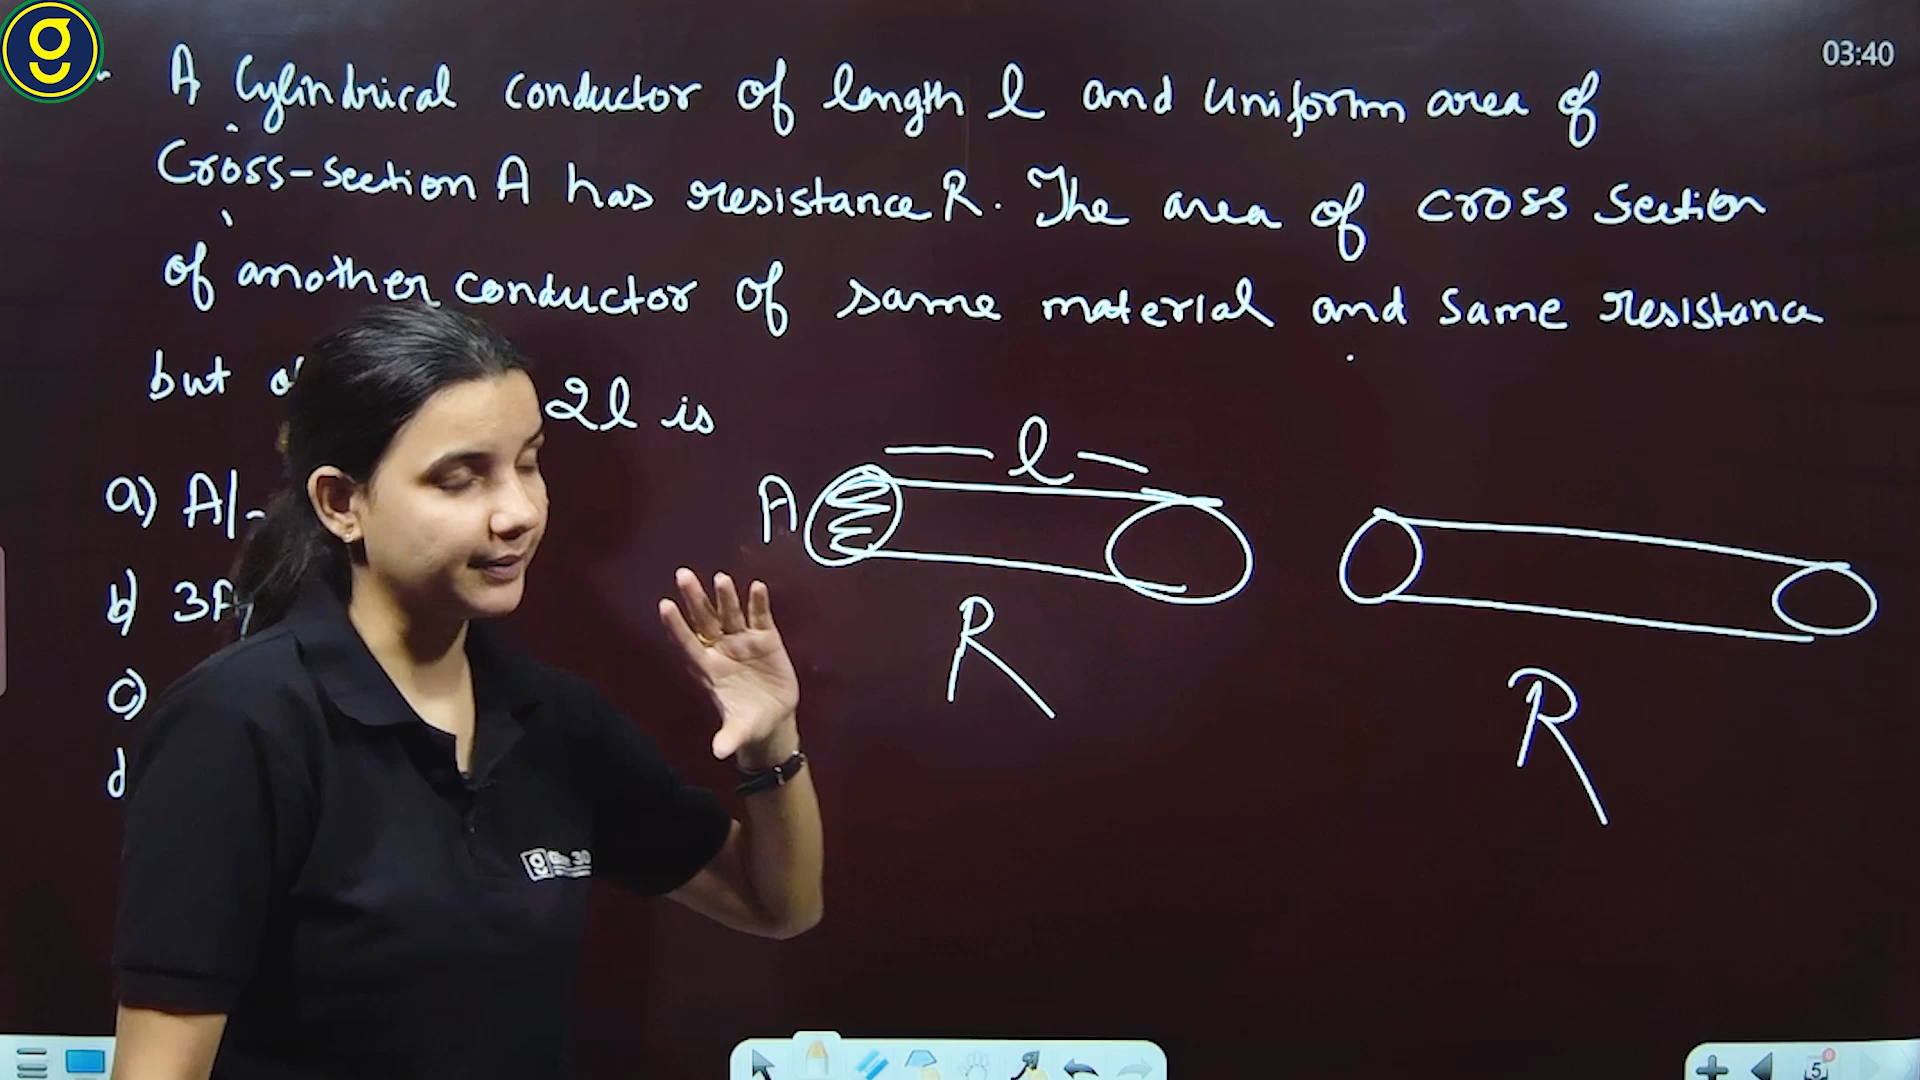 03:40
A Cylindrical conductor of length l and uniform area of
Cross-section A has resistance R. The area of cross section
of another conductor of same material and same resistance
but 2l is
a) A/
b) 3A
c)
d
l
A
R
R
g
5